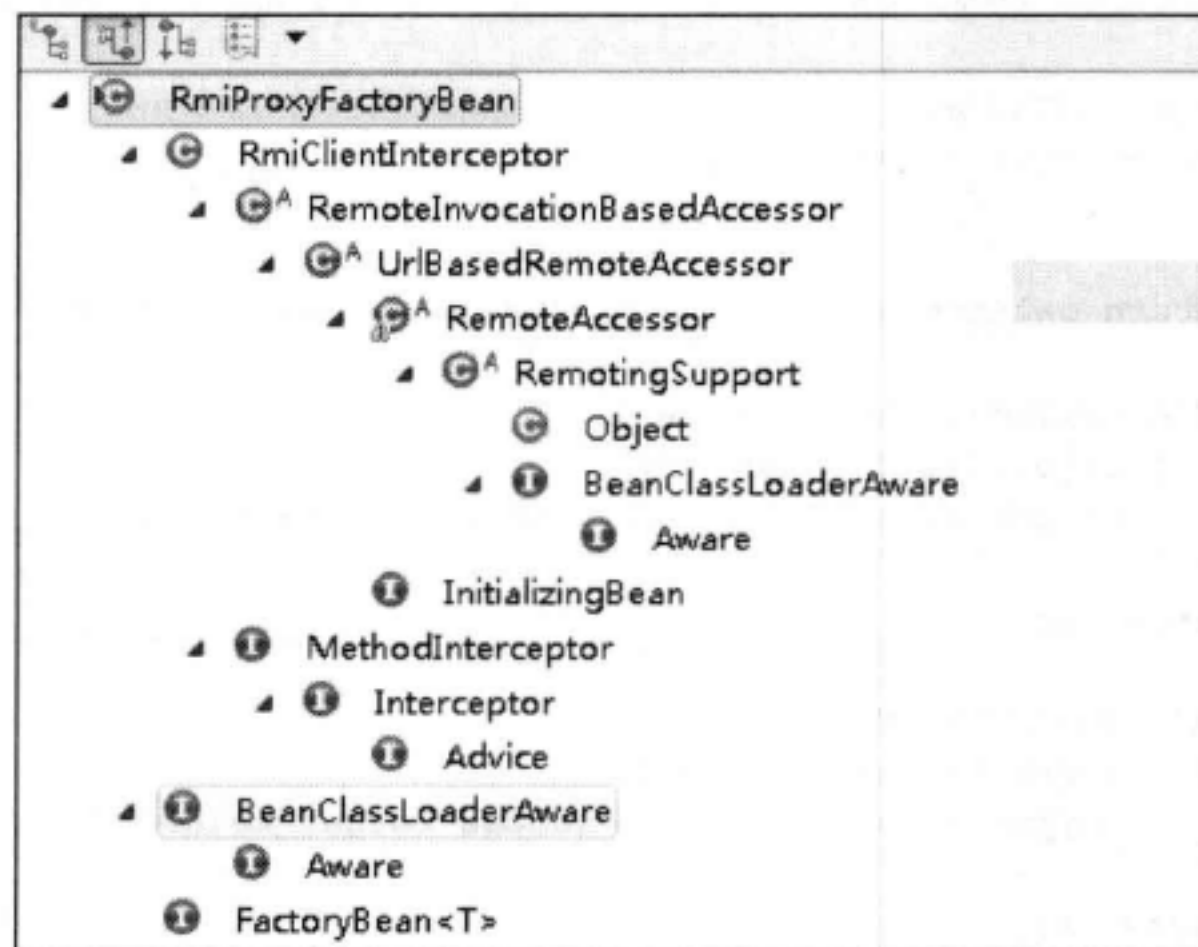 RmiProxyFactoryBean
RmiClientInterceptor
A RemoteInvocationBasedAccessor
A UrlBasedRemoteAccessor
A RemoteAccessor
A RemotingSupport
Object
BeanClassLoaderAware
Aware
InitializingBean
MethodInterceptor
Interceptor
Advice
BeanClassLoaderAware
Aware
FactoryBean<T>